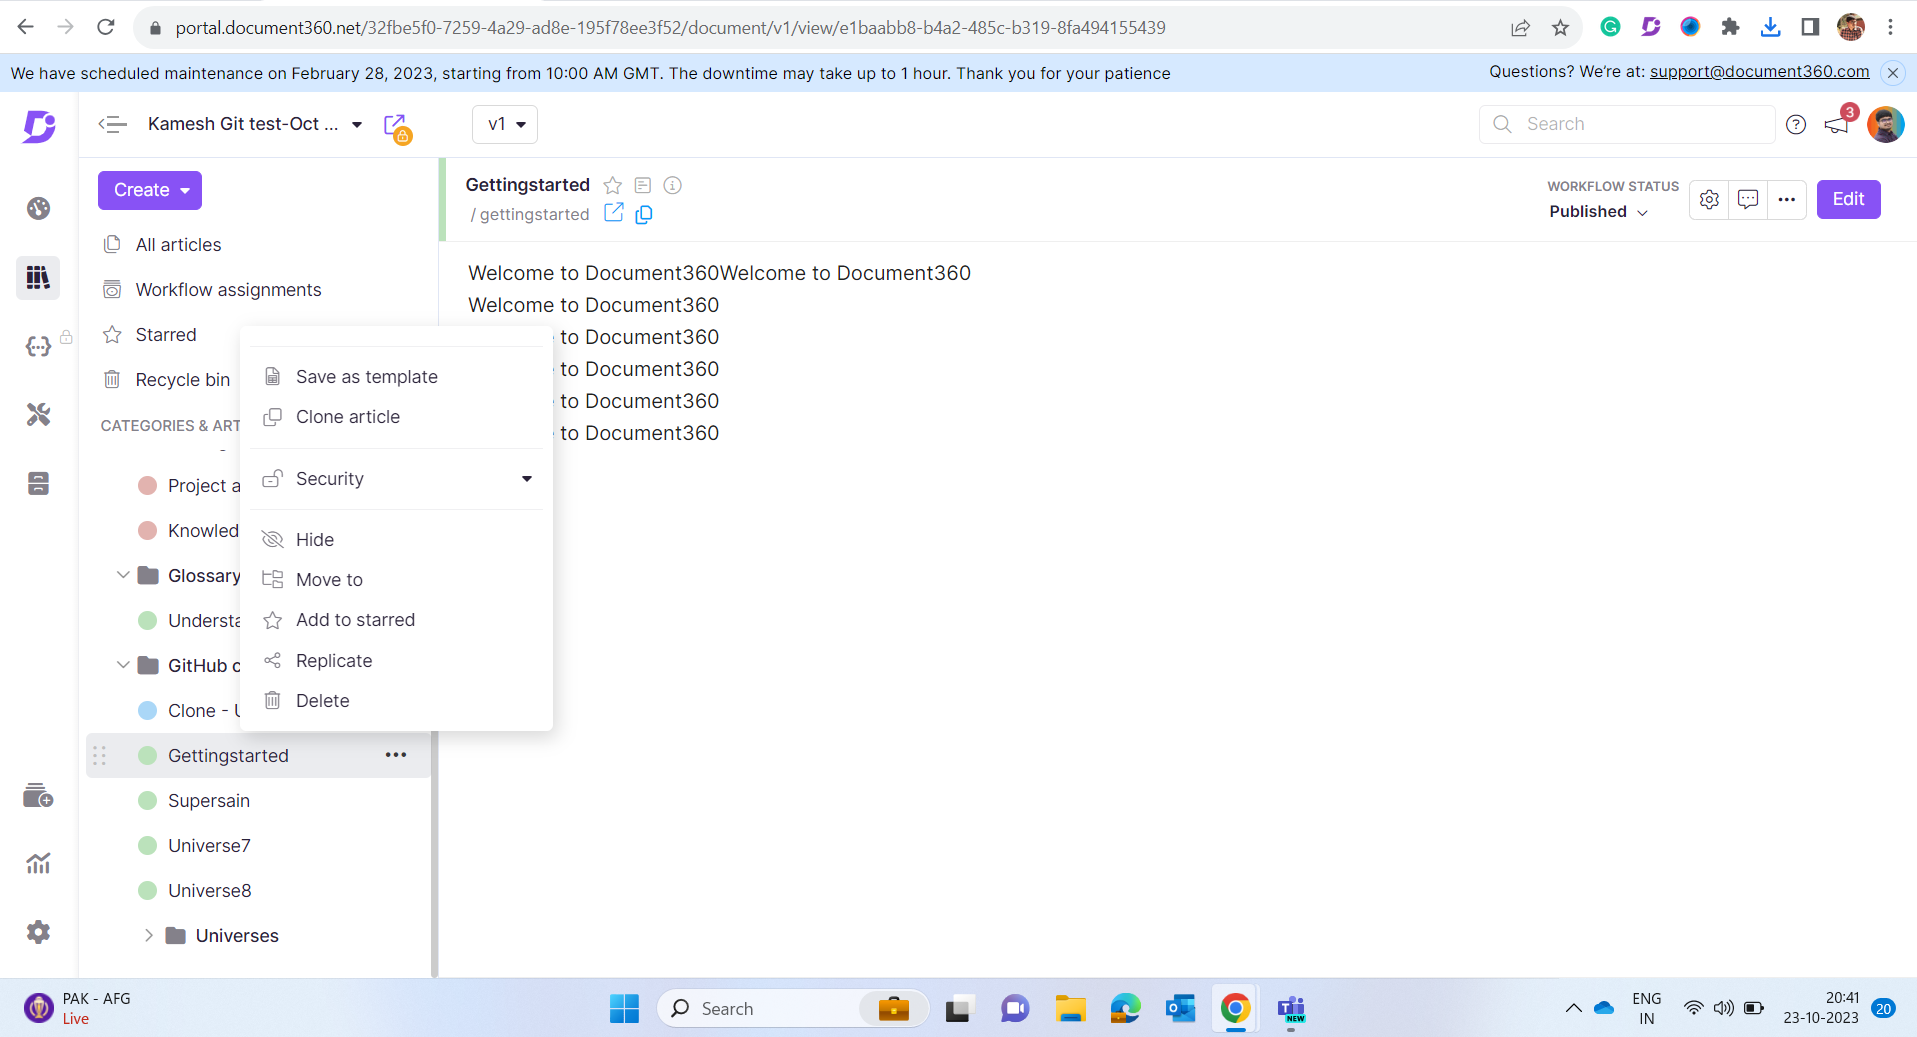 portal.document360.net/32fbe5f0-7259-4a29-ad8e-195f78ee3f52/document/v1/view/e1baabb8-b4a2-485c-b319-8fa494155439
We have scheduled maintenance on February 28, 2023, starting from 10:00 AM GMT. The downtime may take up to 1 hour. Thank you for your patience
Questions? We're at: support@document360.com
Kamesh Git test-Oct ...
v1
Search
3
Create
All articles
Workflow assignments
Starred
Recycle bin
CATEGORIES & ART
Project a
Knowled
Glossary
Understa
GitHub c
Clone - U
Gettingstarted
Supersain
Universe7
Universe8
Universes
Save as template
Clone article
Security
Hide
Move to
Add to starred
Replicate
Delete
Gettingstarted
/ gettingstarted
WORKFLOW STATUS
Published
Edit
Welcome to Document360Welcome to Document360
Welcome to Document360
to Document360
to Document360
to Document360
to Document360
PAK - AFG
Live
Search
NEW
ENG
IN
20:41
23-10-2023
20